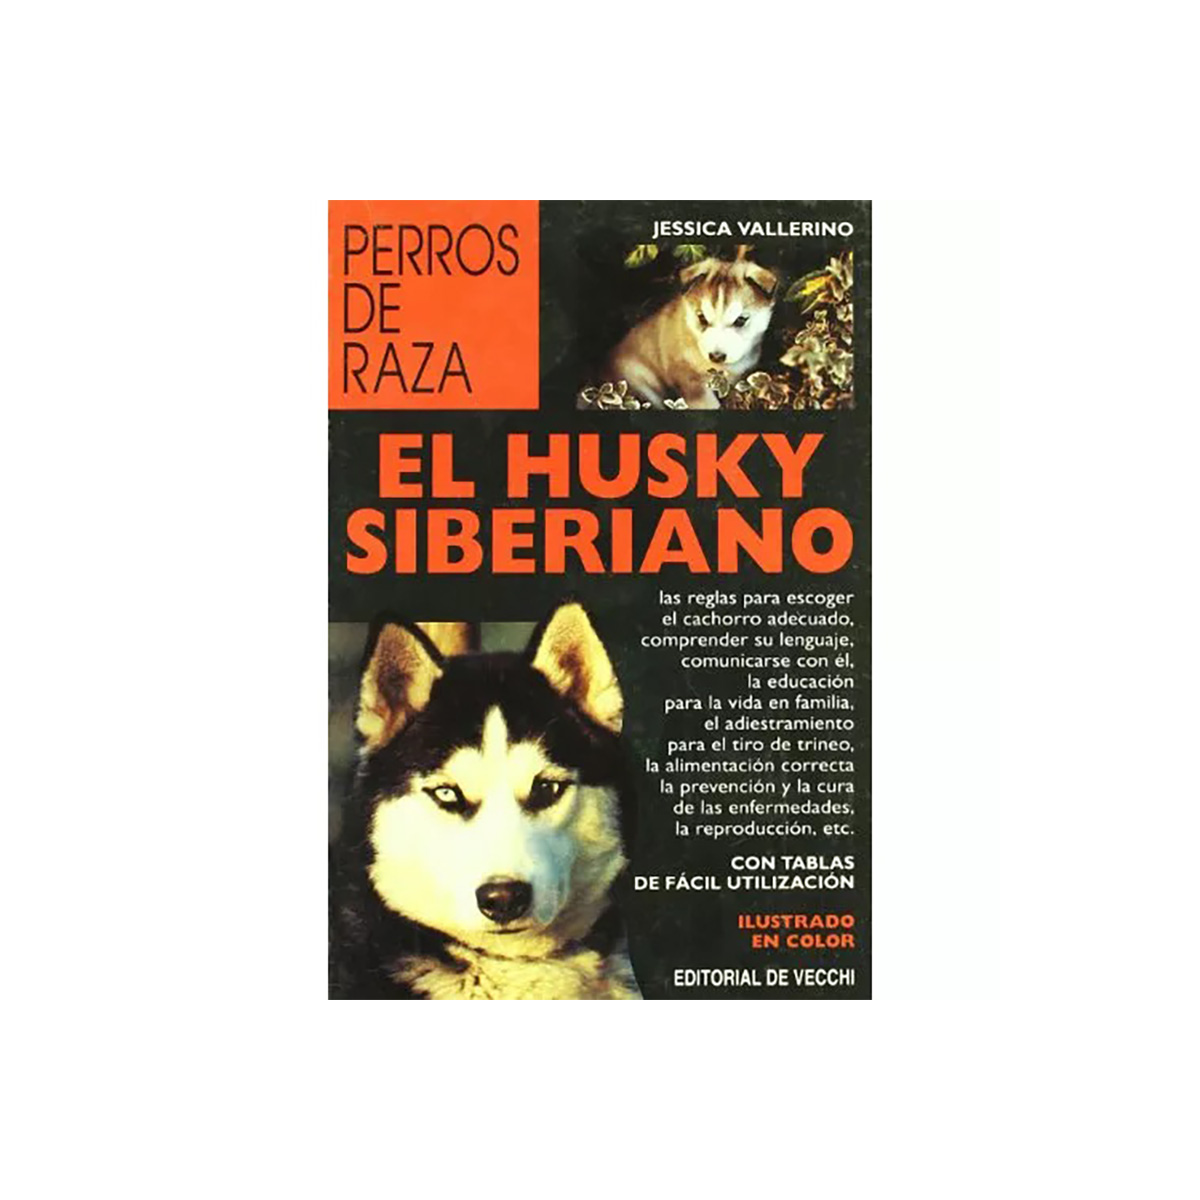 PERROS
DE
RAZA
JESSICA VALLERINO
EL HUSKY
SIBERIANO
las reglas para escoger
el cachorro adecuado,
comprender su lenguaje,
comunicarse con él,
la educación
para la vida en familia,
el adiestramiento
para el tiro de trineo,
la alimentación correcta
la prevención y la cura
de las enfermedades,
la reproducción, etc.
CON TABLAS
DE FÁCIL UTILIZACIÓN
ILUSTRADO
EN COLOR
EDITORIAL DE VECCHI